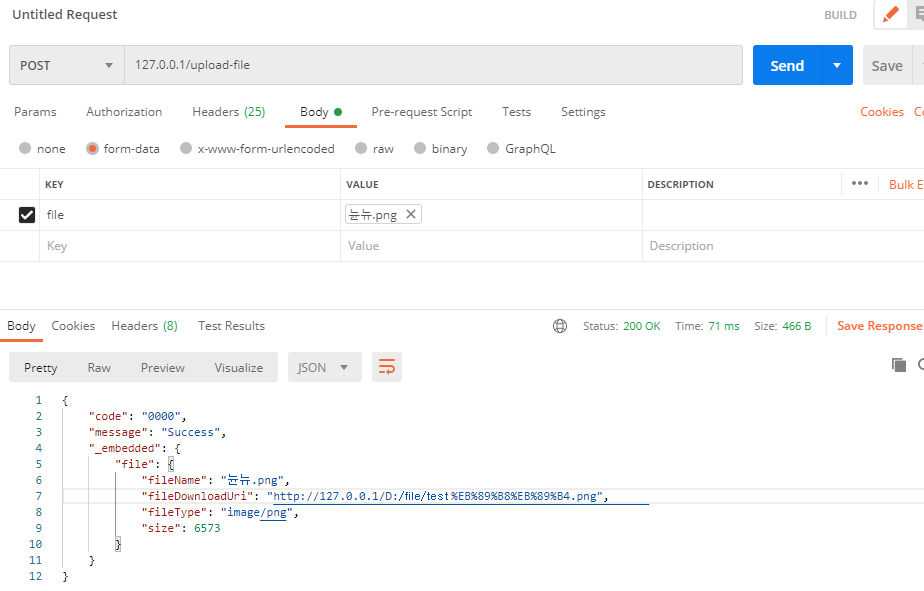 Untitled Request
BUILD
POST 127.0.0.1/upload-file Send Save
Params Authorization Headers (25) Body Pre-request Script Tests Settings Cookies
none form-data x-www-form-urlencoded raw binary GraphQL
KEY VALUE DESCRIPTION ••• Bulk E
file 뉸뉴.png
Key Value Description
Body Cookies Headers (8) Test Results Status: 200 OK Time: 71 ms Size: 466 B Save Response
Pretty Raw Preview Visualize JSON
1 {
2 "code": "0000",
3 "message": "Success",
4 "_embedded": {
5 "file": {
6 "fileName": "뉸뉴.png",
7 "fileDownloadUri": "http://127.0.0.1/D:/file/test%EB%89%B8%EB%89%B4.png",
8 "fileType": "image/png",
9 "size": 6573
10 }
11 }
12 }